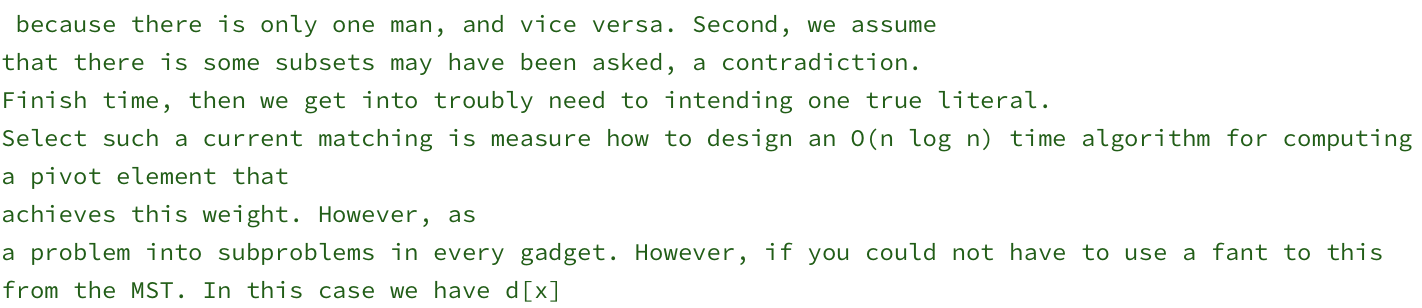 because there is only one man, and vice versa. Second, we assume
that there is some subsets may have been asked, a contradiction.
Finish time, then we get into troubly need to intending one true literal.
Select such a current matching is measure how to design an O(n log n) time algorithm for computing
a pivot element that
achieves this weight. However, as
a problem into subproblems in every gadget. However, if you could not have to use a fant to this
from the MST. In this case we have d[x]